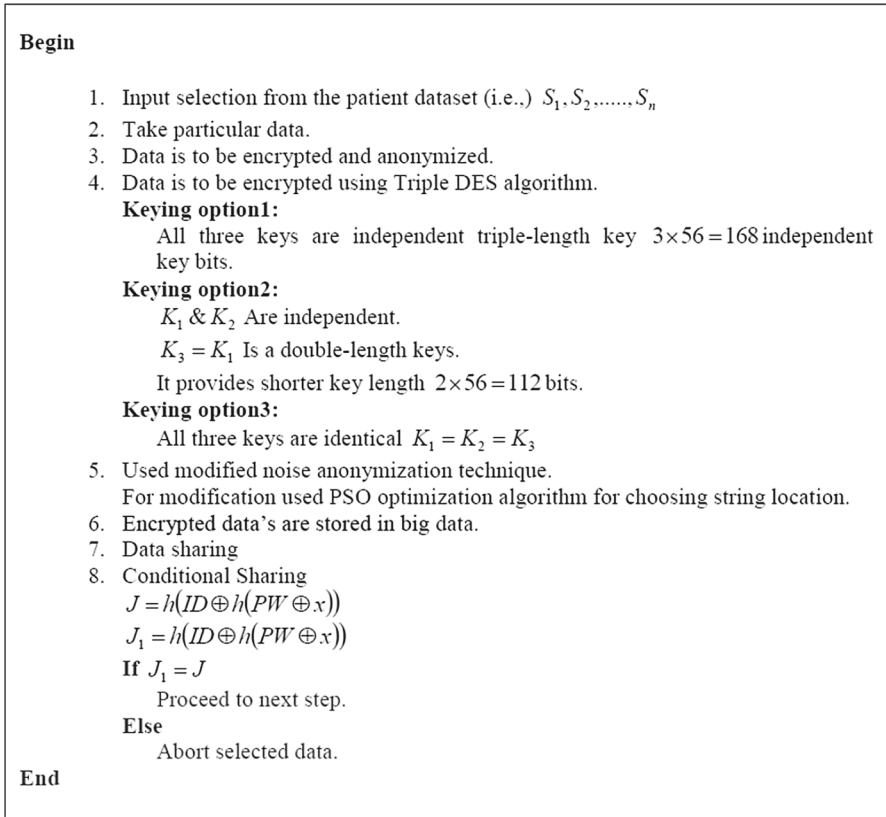 Begin
1. Input selection from the patient dataset (i.e.,) S₁, S₂,....., Sₙ
2. Take particular data.
3. Data is to be encrypted and anonymized.
4. Data is to be encrypted using Triple DES algorithm.
Keying option1:
All three keys are independent triple-length key 3×56=168 independent
key bits.
Keying option2:
K₁ & K₂ Are independent.
K₃ = K₁ Is a double-length keys.
It provides shorter key length 2×56=112 bits.
Keying option3:
All three keys are identical K₁ = K₂ = K₃
5. Used modified noise anonymization technique.
For modification used PSO optimization algorithm for choosing string location.
6. Encrypted data's are stored in big data.
7. Data sharing
8. Conditional Sharing
J = h(ID⊕h(PW⊕x))
J₁ = h(ID⊕h(PW⊕x))
If J₁ = J
Proceed to next step.
Else
Abort selected data.
End